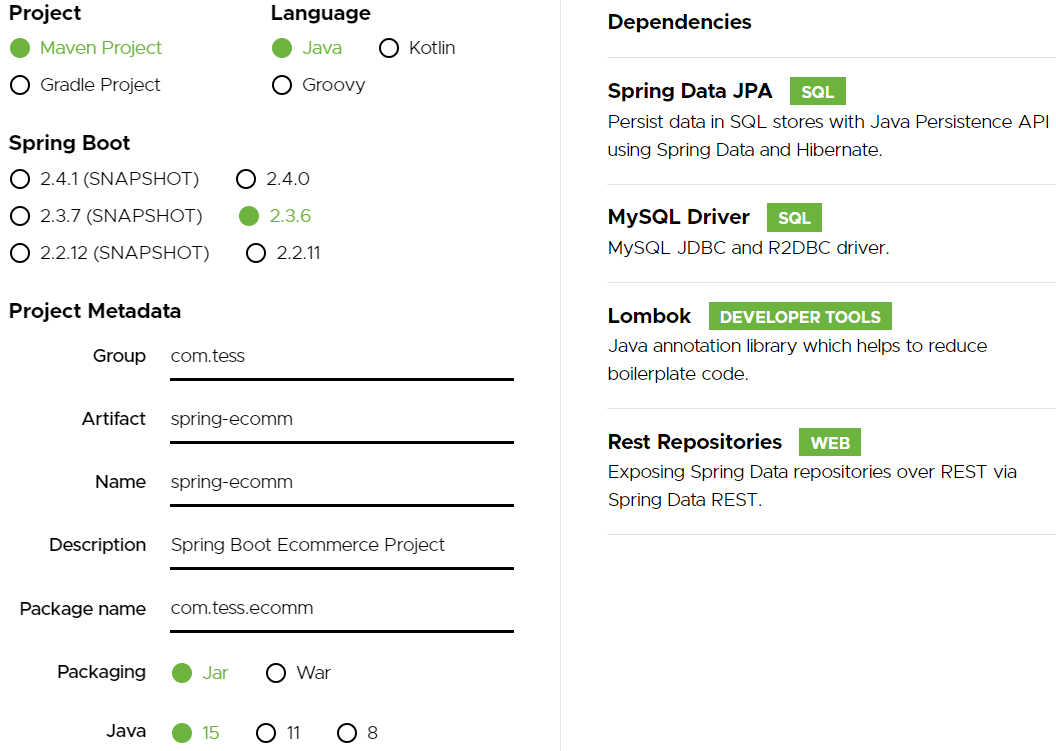 Project
Language
Maven Project
Java
Kotlin
Gradle Project
Groovy
Spring Boot
2.4.1 (SNAPSHOT)
2.4.0
2.3.7 (SNAPSHOT)
2.3.6
2.2.12 (SNAPSHOT)
2.2.11
Project Metadata
Group com.tess
Artifact spring-ecomm
Name spring-ecomm
Description Spring Boot Ecommerce Project
Package name com.tess.ecomm
Packaging Jar War
Java 15 11 8
Dependencies
Spring Data JPA SQL
Persist data in SQL stores with Java Persistence API
using Spring Data and Hibernate.
MySQL Driver SQL
MySQL JDBC and R2DBC driver.
Lombok DEVELOPER TOOLS
Java annotation library which helps to reduce
boilerplate code.
Rest Repositories WEB
Exposing Spring Data repositories over REST via
Spring Data REST.